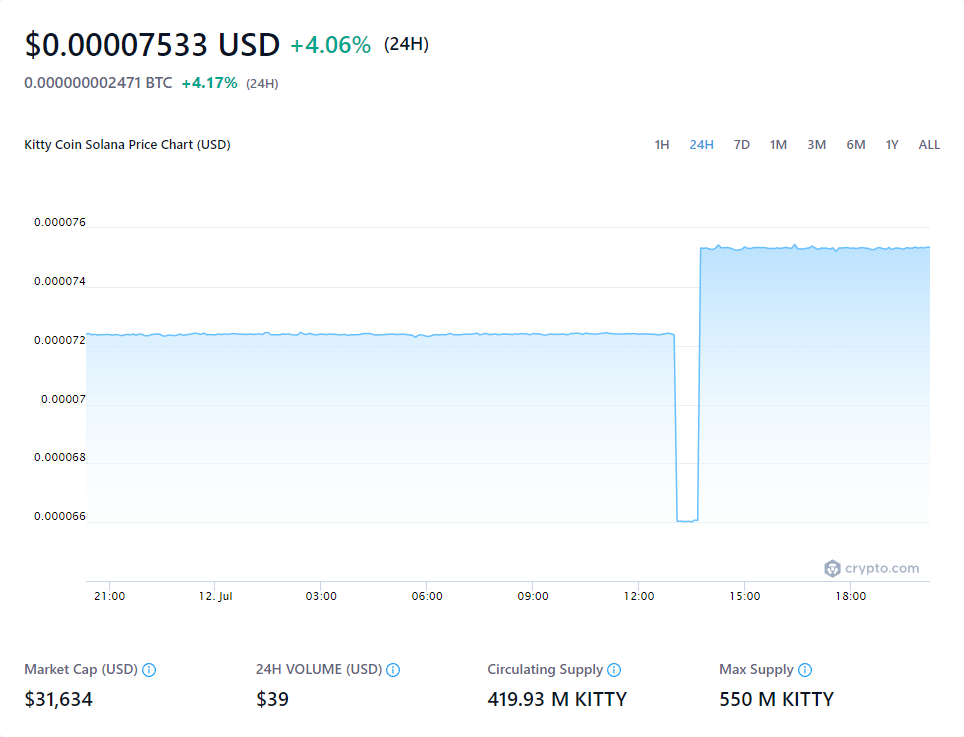 $0.00007533 USD +4.06% (24H)
0.000000002471 BTC +4.17% (24H)
Kitty Coin Solana Price Chart (USD)
1H 24H 7D 1M 3M 6M 1Y ALL
0.000076
0.000074
0.000072
0.00007
0.000068
0.000066
crypto.com
21:00 12. Jul 03:00 06:00 09:00 12:00 15:00 18:00
Market Cap (USD) 24H VOLUME (USD) Circulating Supply Max Supply
$31,634 $39 419.93 M KITTY 550 M KITTY